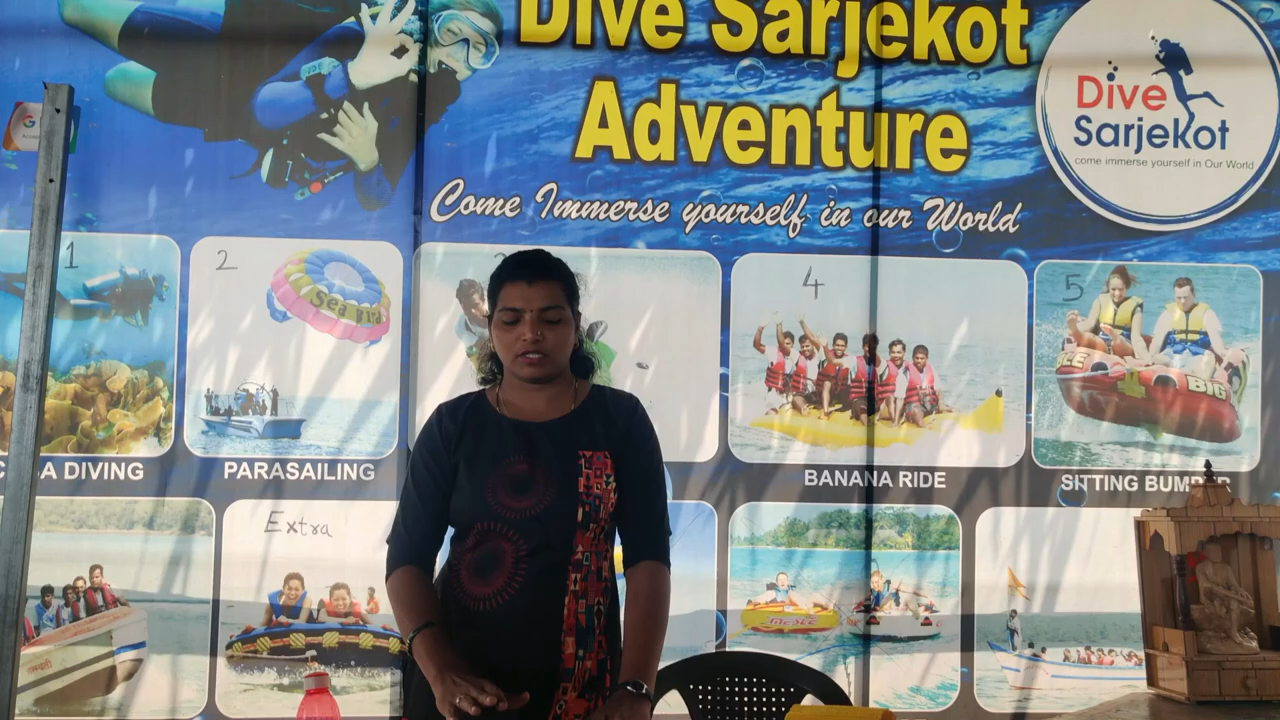 Dive Sarjekot
Adventure
Come Immerse yourself in our World
Dive
Sarjekot
come immerse yourself in Our World
G
1
2
4
5
Sea Bird
BIG
DIVING
PARASAILING
BANANA RIDE
SITTING
Extra